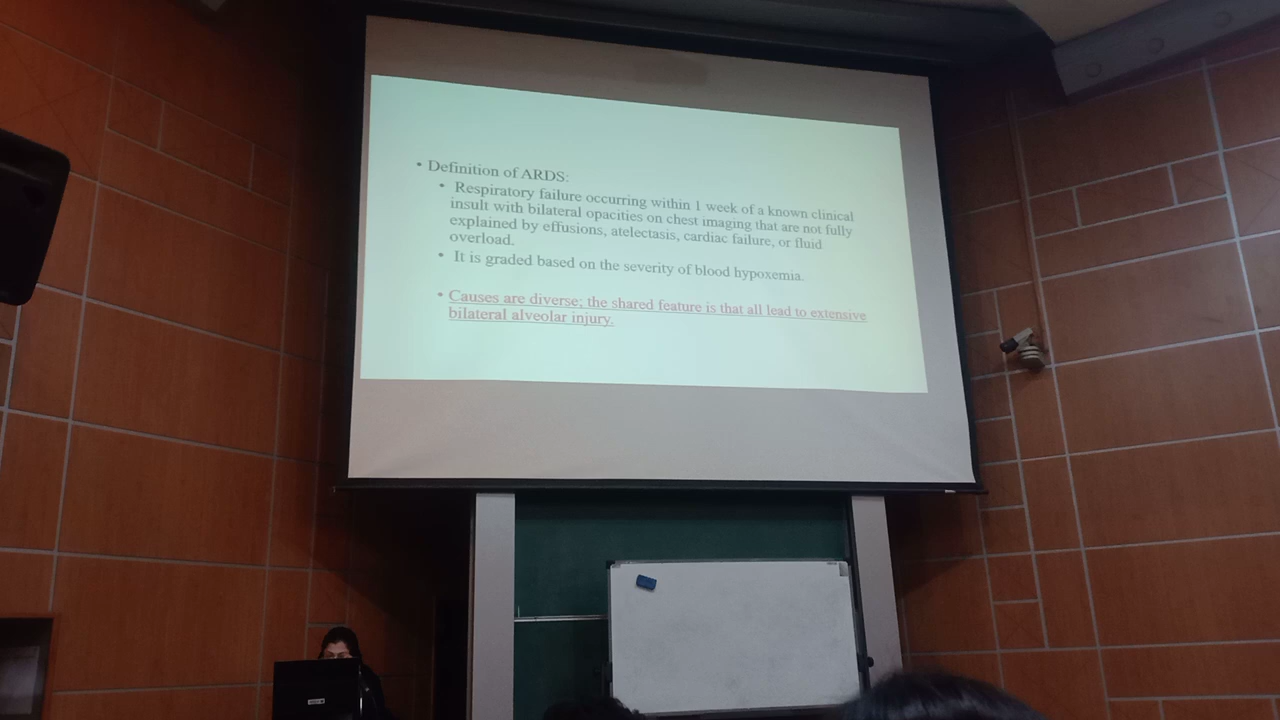 • Definition of ARDS:
• Respiratory failure occurring within 1 week of a known clinical
insult with bilateral opacities on chest imaging that are not fully
explained by effusions, atelectasis, cardiac failure, or fluid
overload.
• It is graded based on the severity of blood hypoxemia.
• Causes are diverse; the shared feature is that all lead to extensive
bilateral alveolar injury.